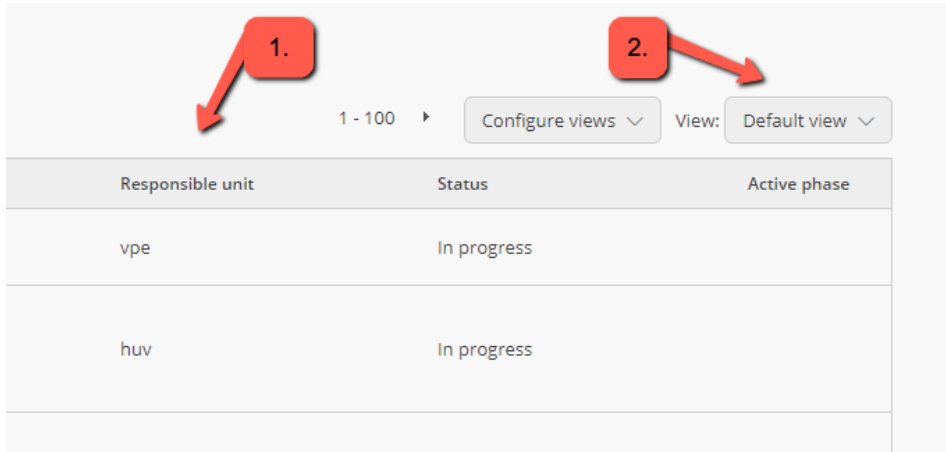 1.
2.
1 - 100 Configure views View: Default view
Responsible unit Status Active phase
vpe In progress
huv In progress